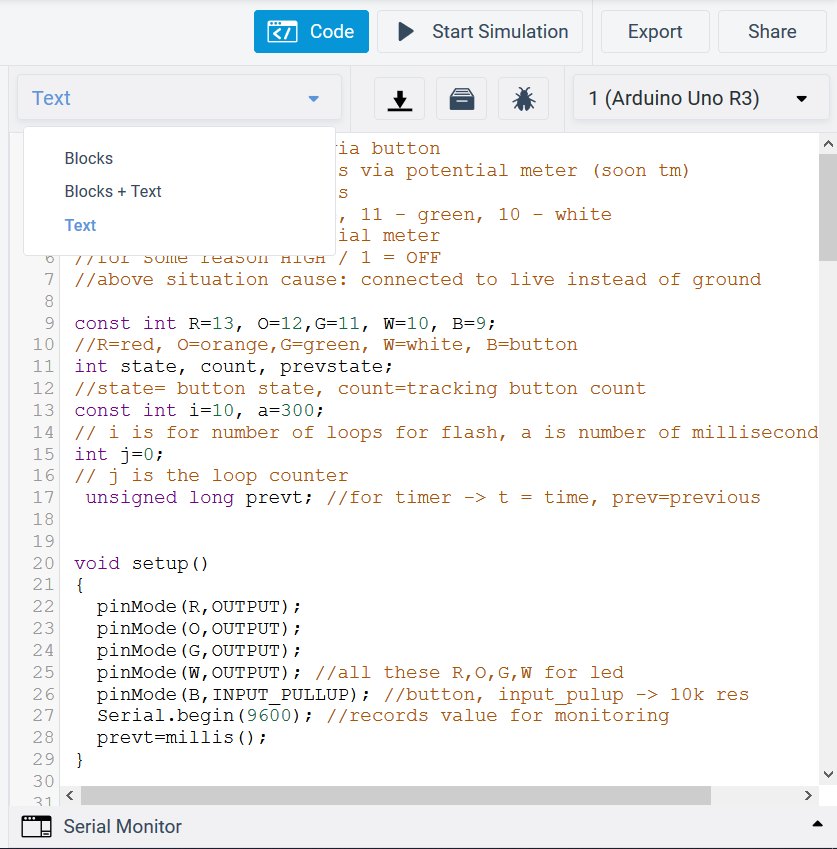 Code
Start Simulation
Export
Share
Text
1 (Arduino Uno R3)
Blocks
Blocks + Text
Text
via button
s via potential meter (soon tm)
s
, 11 - green, 10 - white
ial meter
6 //for some reason HIGH / 1 = OFF
7 //above situation cause: connected to live instead of ground
8
9 const int R=13, O=12,G=11, W=10, B=9;
10 //R=red, O=orange,G=green, W=white, B=button
11 int state, count, prevstate;
12 //state= button state, count=tracking button count
13 const int i=10, a=300;
14 // i is for number of loops for flash, a is number of millisecond
15 int j=0;
16 // j is the loop counter
17 unsigned long prevt; //for timer -> t = time, prev=previous
18
19
20 void setup()
21 {
22 pinMode(R,OUTPUT);
23 pinMode(O,OUTPUT);
24 pinMode(G,OUTPUT);
25 pinMode(W,OUTPUT); //all these R,O,G,W for led
26 pinMode(B,INPUT_PULLUP); //button, input_pulup -> 10k res
27 Serial.begin(9600); //records value for monitoring
28 prevt=millis();
29 }
30
31
Serial Monitor